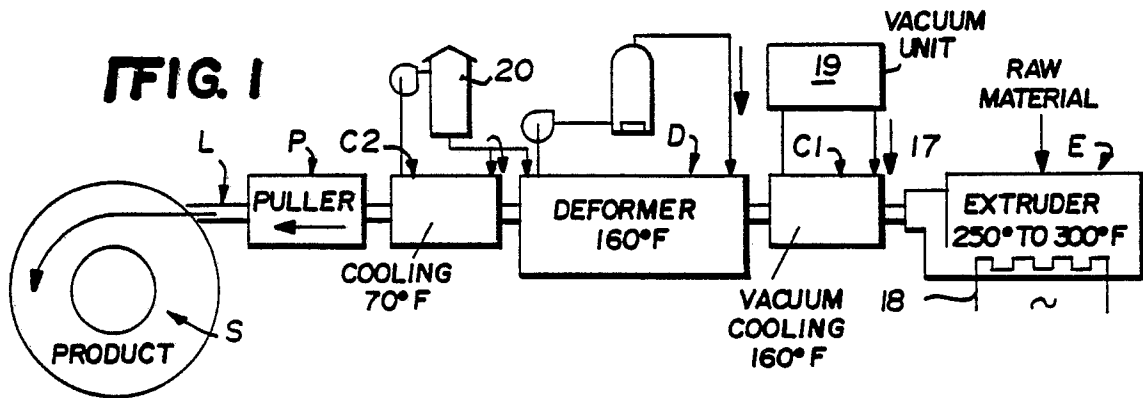 FIG. 1
VACUUM
UNIT
19
20
RAW
MATERIAL
L
P
C2
D
C1
17
E
PULLER
DEFORMER
160°F
EXTRUDER
250° TO 300°F
COOLING
70°F
VACUUM
COOLING
160°F
18
~
S
PRODUCT